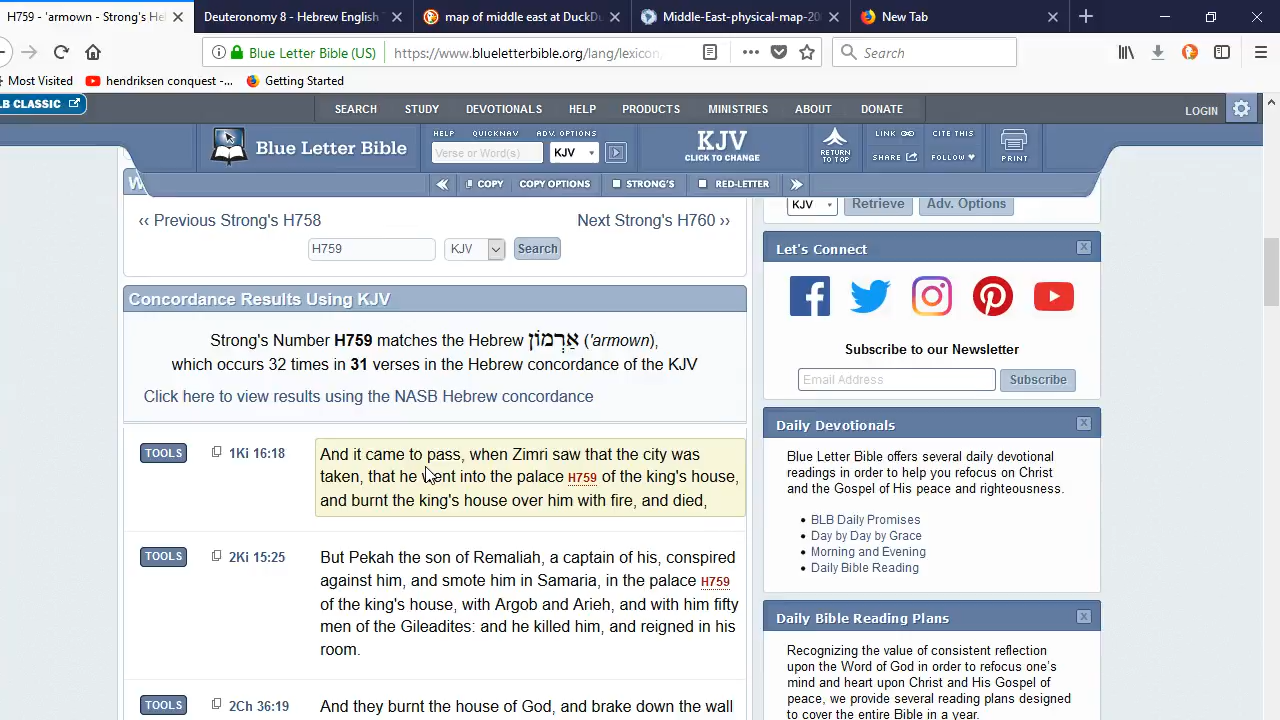 H759 - 'armown - Strong's He
Deuteronomy 8 - Hebrew English
map of middle east at DuckDu
Middle-East-physical-map-20
New Tab
Blue Letter Bible (US)
https://www.blueletterbible.org/lang/lexicon
Search
Most Visited
hendriksen conquest -...
Getting Started
LB CLASSIC
SEARCH STUDY DEVOTIONALS HELP PRODUCTS MINISTRIES ABOUT DONATE
LOGIN
Blue Letter Bible
HELP QUICKNAV ADV. OPTIONS
Verse or Word(s) KJV
KJV
CLICK TO CHANGE
RETURN
TO TOP
LINK CITE THIS
SHARE FOLLOW
PRINT
COPY COPY OPTIONS STRONG'S RED-LETTER
‹‹ Previous Strong's H758
Next Strong's H760 ››
H759 KJV Search
Concordance Results Using KJV
Strong's Number H759 matches the Hebrew אַרְמוֹן ('armown),
which occurs 32 times in 31 verses in the Hebrew concordance of the KJV
Click here to view results using the NASB Hebrew concordance
TOOLS 1Ki 16:18
And it came to pass, when Zimri saw that the city was
taken, that he went into the palace H759 of the king's house,
and burnt the king's house over him with fire, and died,
TOOLS 2Ki 15:25
But Pekah the son of Remaliah, a captain of his, conspired
against him, and smote him in Samaria, in the palace H759
of the king's house, with Argob and Arieh, and with him fifty
men of the Gileadites: and he killed him, and reigned in his
room.
TOOLS 2Ch 36:19
And they burnt the house of God, and brake down the wall
KJV Retrieve Adv. Options
Let's Connect
Subscribe to our Newsletter
Email Address Subscribe
Daily Devotionals
Blue Letter Bible offers several daily devotional
readings in order to help you refocus on Christ
and the Gospel of His peace and righteousness.
BLB Daily Promises
Day by Day by Grace
Morning and Evening
Daily Bible Reading
Daily Bible Reading Plans
Recognizing the value of consistent reflection
upon the Word of God in order to refocus one's
mind and heart upon Christ and His Gospel of
peace, we provide several reading plans designed
to cover the entire Bible in a year.